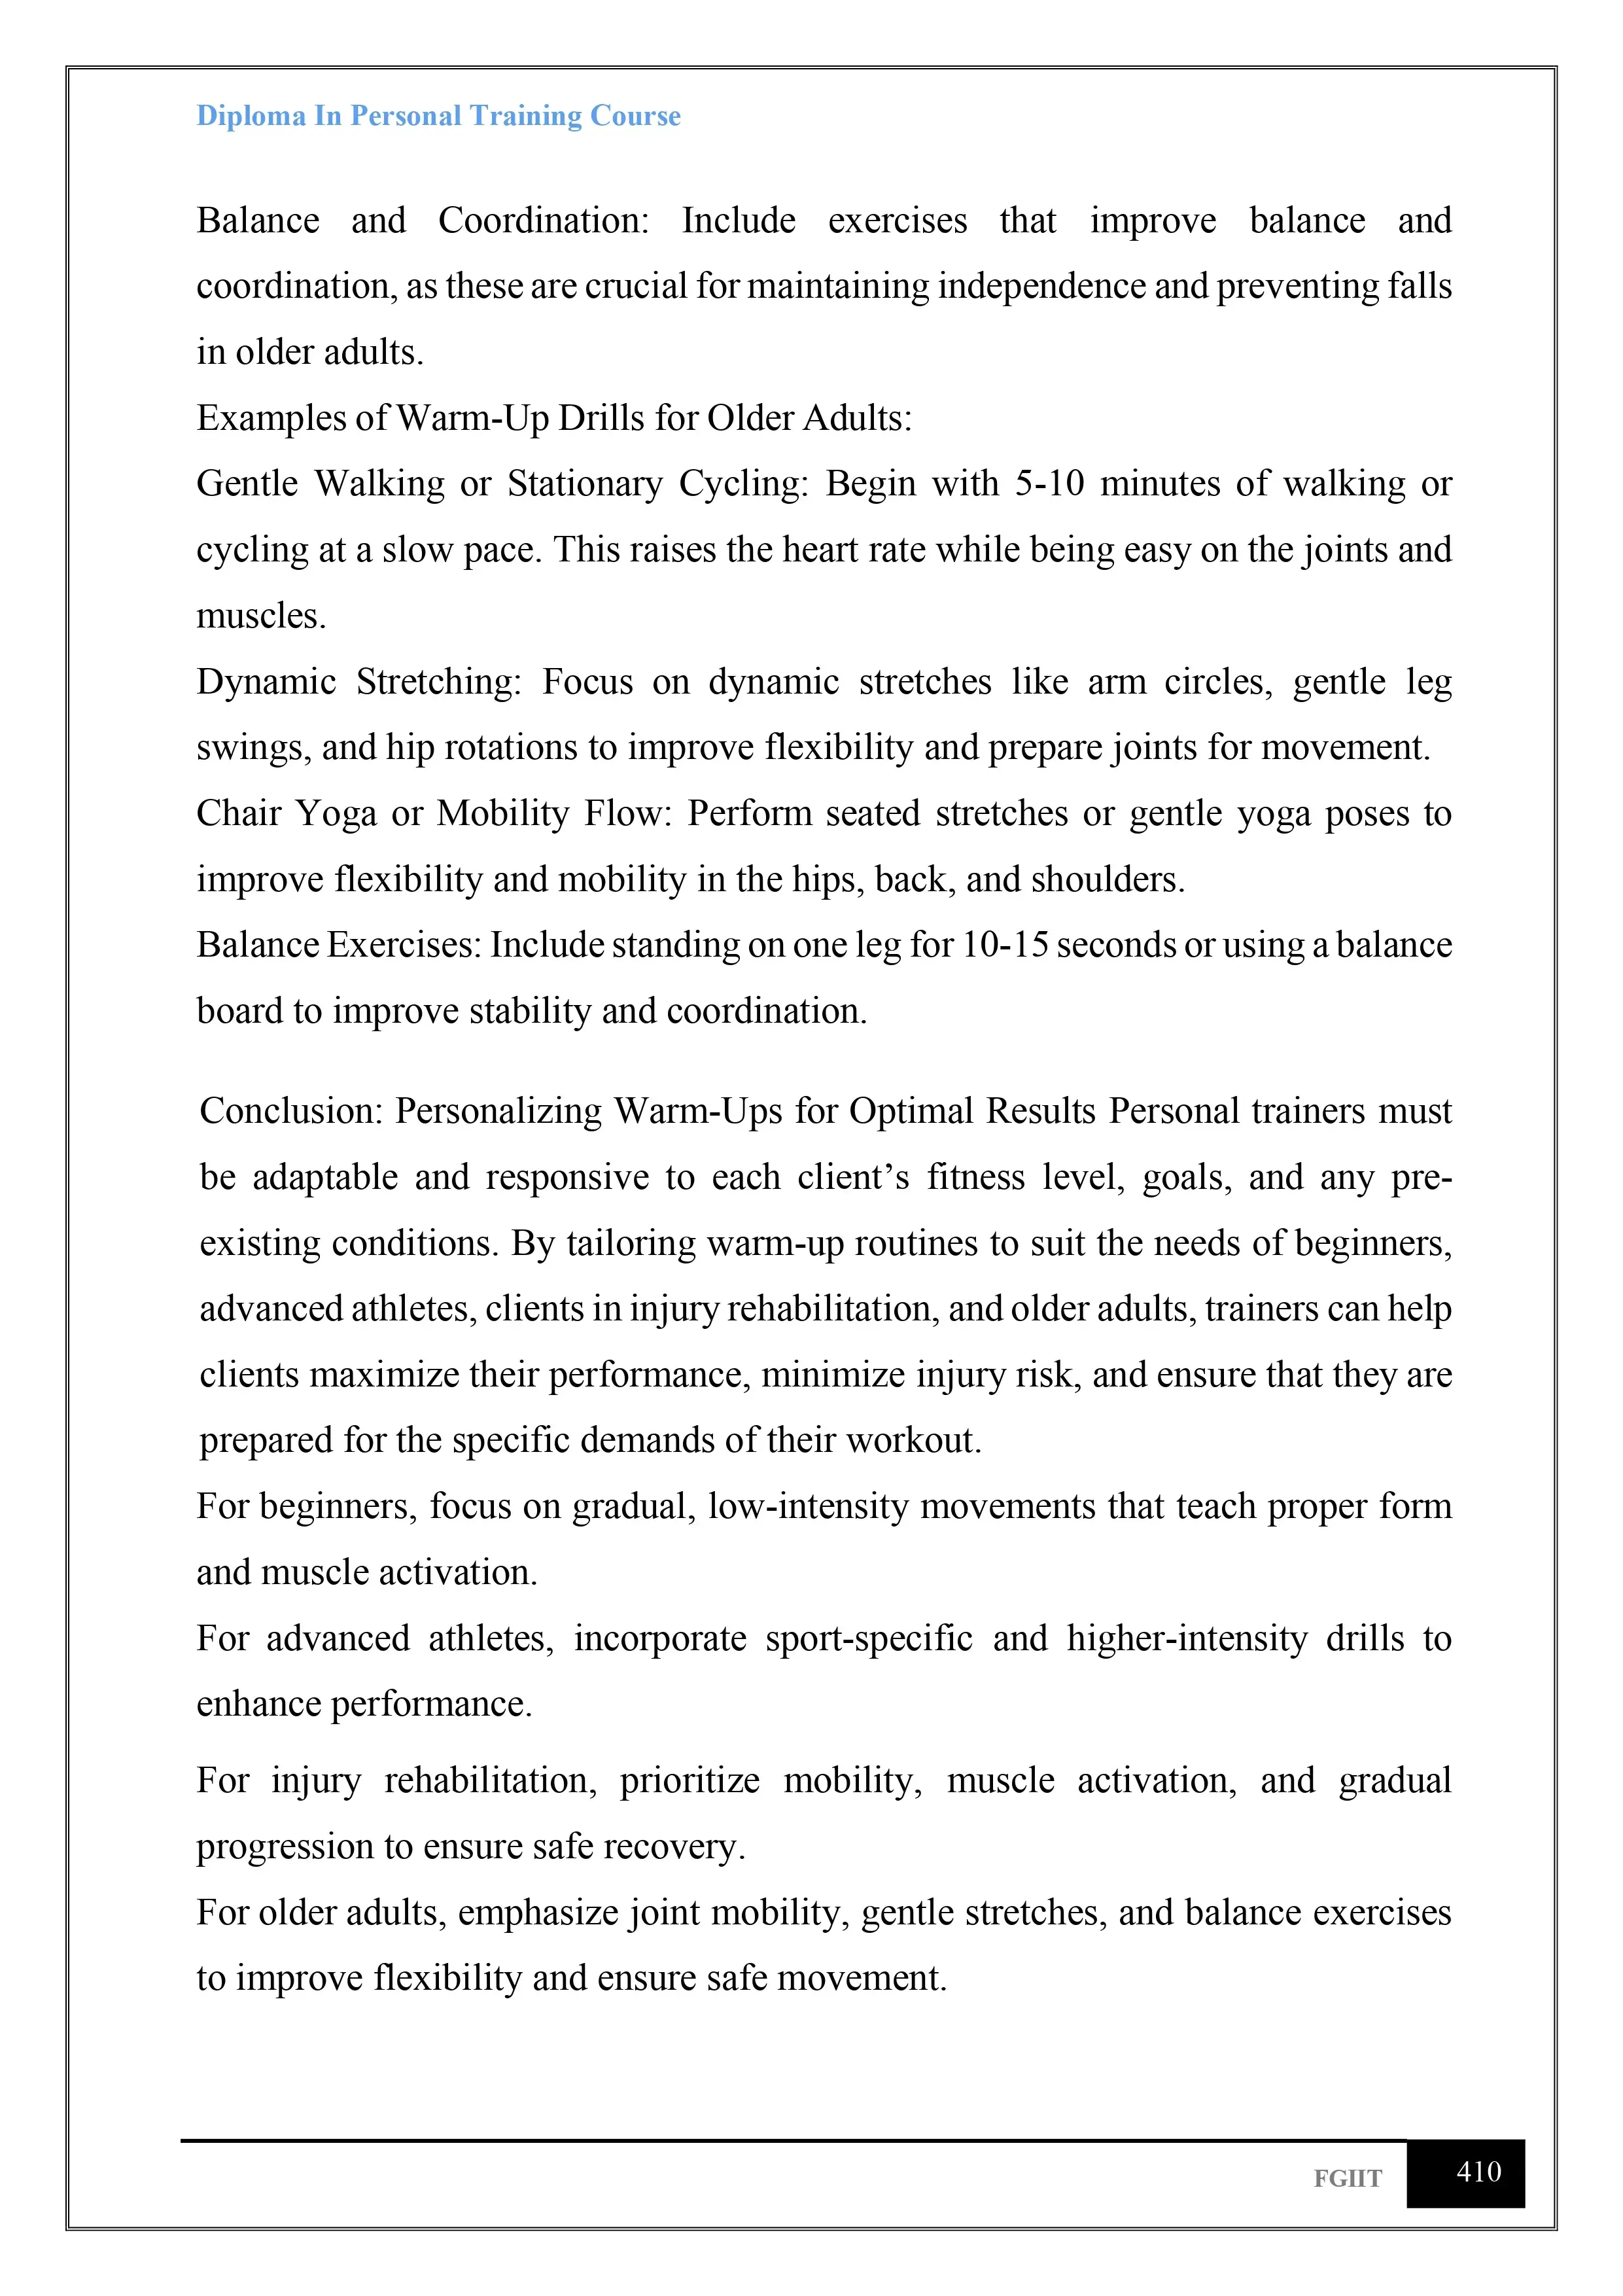 Diploma In Personal Training Course
Balance and Coordination: Include exercises that improve balance and
coordination, as these are crucial for maintaining independence and preventing falls
in older adults.
Examples of Warm-Up Drills for Older Adults:
Gentle Walking or Stationary Cycling: Begin with 5-10 minutes of walking or
cycling at a slow pace. This raises the heart rate while being easy on the joints and
muscles.
Dynamic Stretching: Focus on dynamic stretches like arm circles, gentle leg
swings, and hip rotations to improve flexibility and prepare joints for movement.
Chair Yoga or Mobility Flow: Perform seated stretches or gentle yoga poses to
improve flexibility and mobility in the hips, back, and shoulders.
Balance Exercises: Include standing on one leg for 10-15 seconds or using a balance
board to improve stability and coordination.
Conclusion: Personalizing Warm-Ups for Optimal Results Personal trainers must
be adaptable and responsive to each client’s fitness level, goals, and any pre-
existing conditions. By tailoring warm-up routines to suit the needs of beginners,
advanced athletes, clients in injury rehabilitation, and older adults, trainers can help
clients maximize their performance, minimize injury risk, and ensure that they are
prepared for the specific demands of their workout.
For beginners, focus on gradual, low-intensity movements that teach proper form
and muscle activation.
For advanced athletes, incorporate sport-specific and higher-intensity drills to
enhance performance.
For injury rehabilitation, prioritize mobility, muscle activation, and gradual
progression to ensure safe recovery.
For older adults, emphasize joint mobility, gentle stretches, and balance exercises
to improve flexibility and ensure safe movement.
FGIIT
410